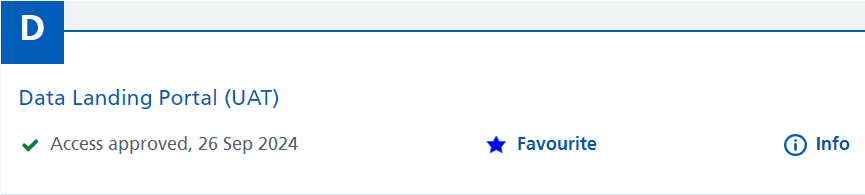 D
Data Landing Portal (UAT)
Access approved, 26 Sep 2024 Favourite Info